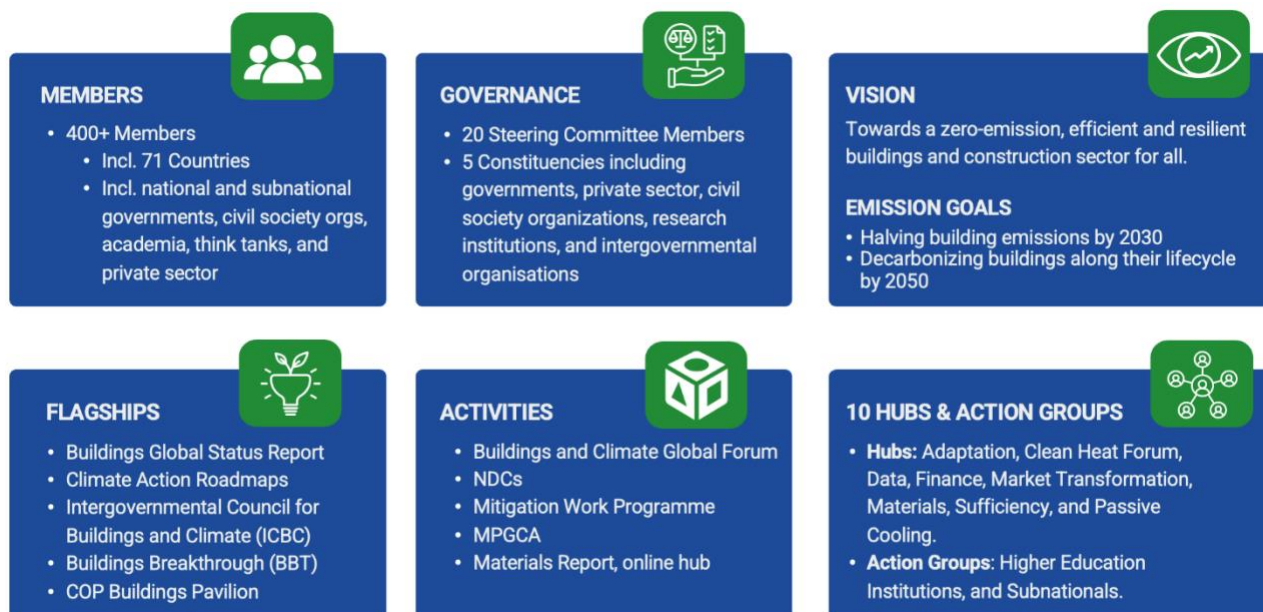 MEMBERS
• 400+ Members
• Incl. 71 Countries
• Incl. national and subnational
governments, civil society orgs,
academia, think tanks, and
private sector
GOVERNANCE
• 20 Steering Committee Members
• 5 Constituencies including
governments, private sector, civil
society organizations, research
institutions, and intergovernmental
organisations
VISION
Towards a zero-emission, efficient and resilient
buildings and construction sector for all.
EMISSION GOALS
• Halving building emissions by 2030
• Decarbonizing buildings along their lifecycle
by 2050
FLAGSHIPS
• Buildings Global Status Report
• Climate Action Roadmaps
• Intergovernmental Council for
Buildings and Climate (ICBC)
• Buildings Breakthrough (BBT)
• COP Buildings Pavilion
ACTIVITIES
• Buildings and Climate Global Forum
• NDCs
• Mitigation Work Programme
• MPGCA
• Materials Report, online hub
10 HUBS & ACTION GROUPS
• Hubs: Adaptation, Clean Heat Forum,
Data, Finance, Market Transformation,
Materials, Sufficiency, and Passive
Cooling.
• Action Groups: Higher Education
Institutions, and Subnationals.